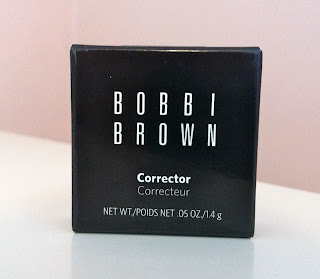 BOBBI
BROWN
Corrector
Correcteur
NET WT./POIDS NET .05 OZ./1.4 g